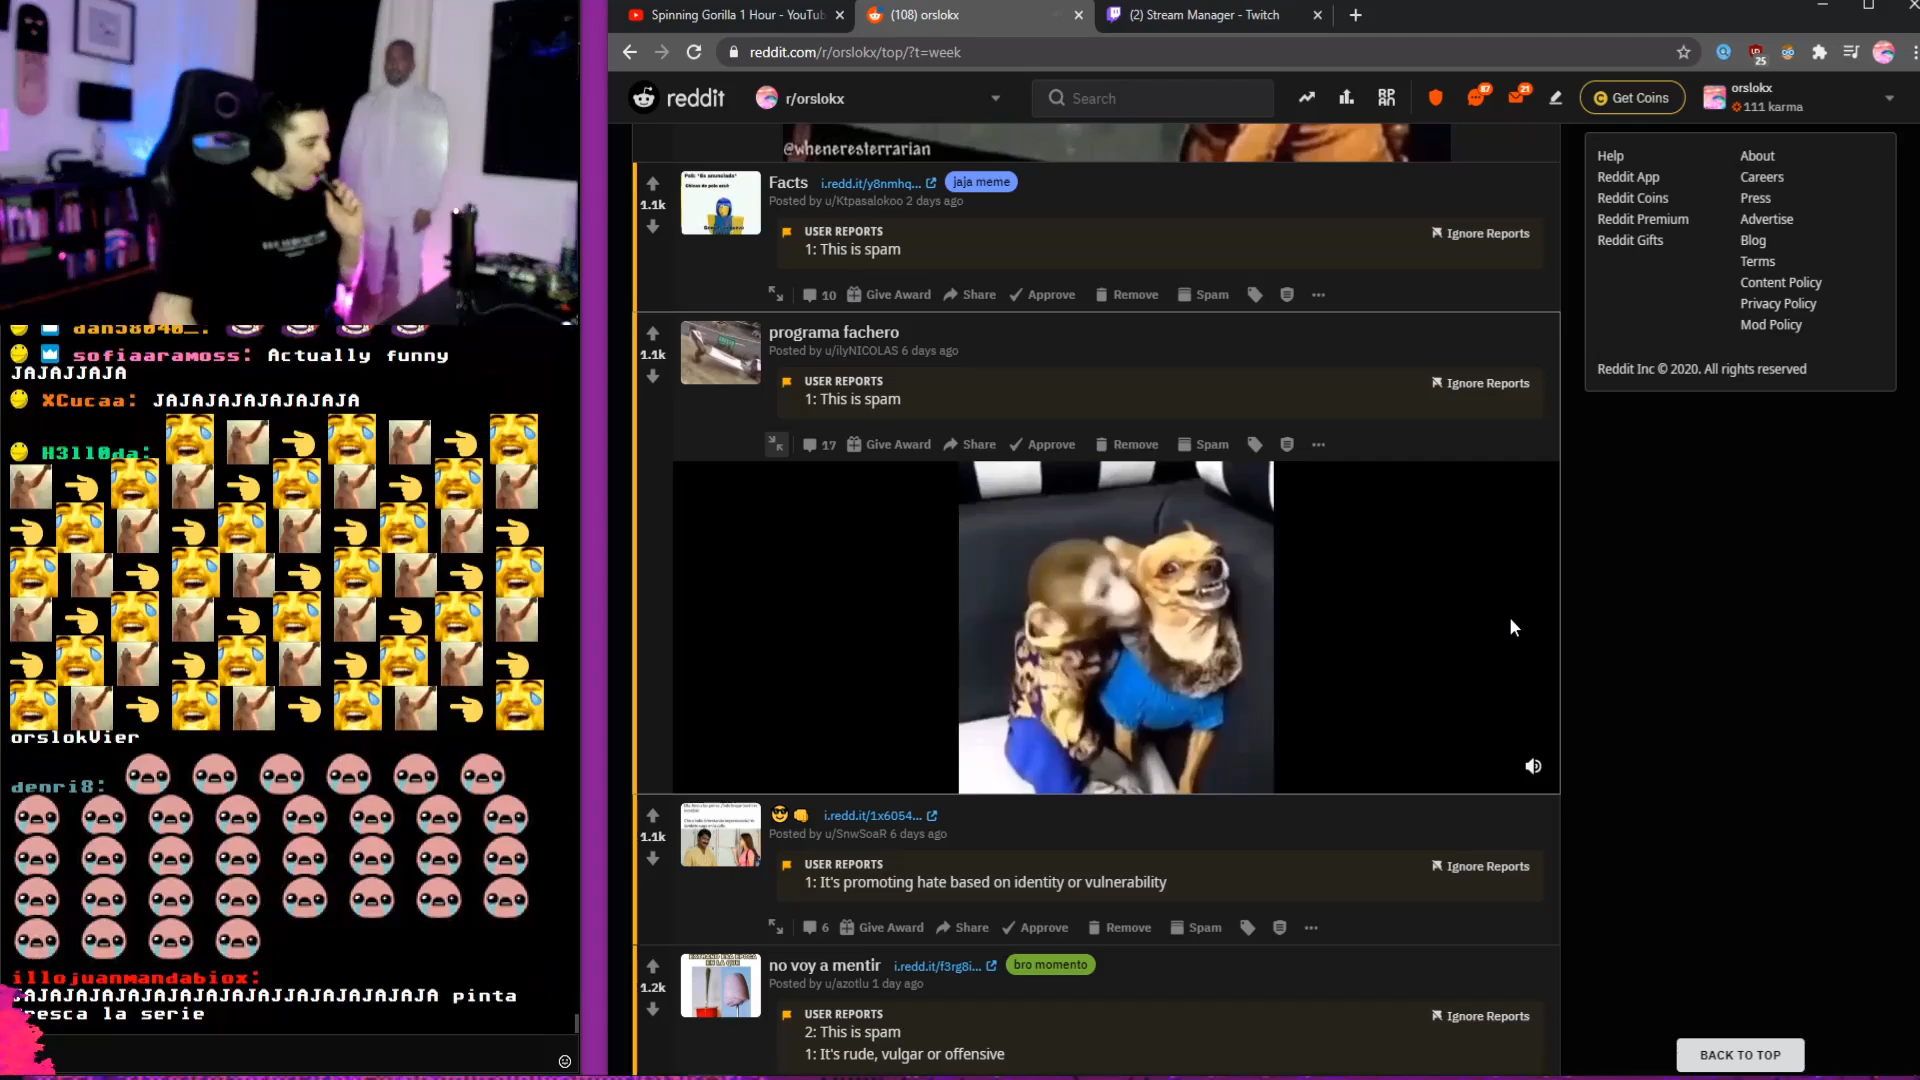 Spinning Gorilla 1 Hour - YouTub
(108) orslokx
(2) Stream Manager - Twitch
reddit.com/r/orslokx/top/?t=week
25
reddit
r/orslokx
Search
87
21
Get Coins
orslokx
111 karma
@wheneresterrarian
1.1k
Facts i.redd.it/y8nmhq... jaja meme
Posted by u/Ktpasalokoo 2 days ago
USER REPORTS
1: This is spam
Ignore Reports
10 Give Award Share Approve Remove Spam
1.1k
programa fachero
Posted by u/ilyNICOLAS 6 days ago
USER REPORTS
1: This is spam
Ignore Reports
17 Give Award Share Approve Remove Spam
1.1k
i.redd.it/1x6054...
Posted by u/SnwSoaR 6 days ago
USER REPORTS
1: It's promoting hate based on identity or vulnerability
Ignore Reports
6 Give Award Share Approve Remove Spam
1.2k
no voy a mentir i.redd.it/f3rg8i... bro momento
Posted by u/azotlu 1 day ago
USER REPORTS
2: This is spam
1: It's rude, vulgar or offensive
Ignore Reports
Help
Reddit App
Reddit Coins
Reddit Premium
Reddit Gifts
About
Careers
Press
Advertise
Blog
Terms
Content Policy
Privacy Policy
Mod Policy
Reddit Inc © 2020. All rights reserved
BACK TO TOP
dan58040_:
sofiaaramoss: Actually funny
JAJAJJAJA
XCucaa: JAJAJAJAJAJAJAJA
H3ll0da:
orslokVier
denri8:
illojuanmandabiox:
JAJAJAJAJAJAJAJAJAJJAJAJAJAJAJA pinta
fresca la serie